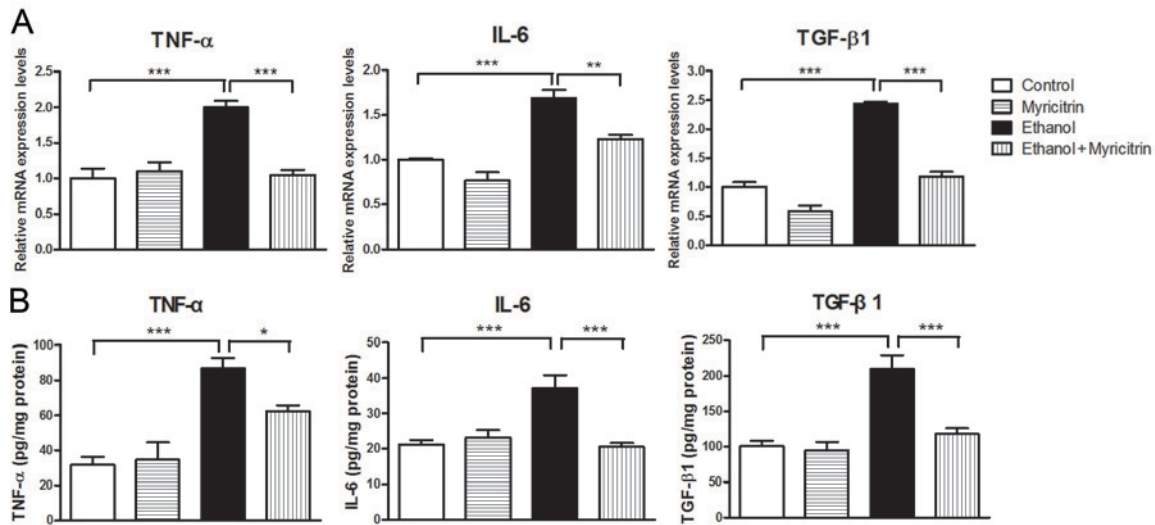 A
TNF-α
Relative mRNA expression levels
2.5
2.0
1.5
1.0
0.5
0.0
***
***
IL-6
Relative mRNA expression levels
2.0
1.5
1.0
0.5
0.0
***
**
TGF-β1
Relative mRNA expression levels
3.0
2.5
2.0
1.5
1.0
0.5
0.0
***
***
Control
Myricitrin
Ethanol
Ethanol+Myricitrin
B
TNF-α
TNF-α (pg/mg protein)
100
80
60
40
20
0
***
*
IL-6
IL-6 (pg/mg protein)
50
40
30
20
10
0
***
***
TGF-β 1
TGF-β1 (pg/mg protein)
250
200
150
100
50
0
***
***